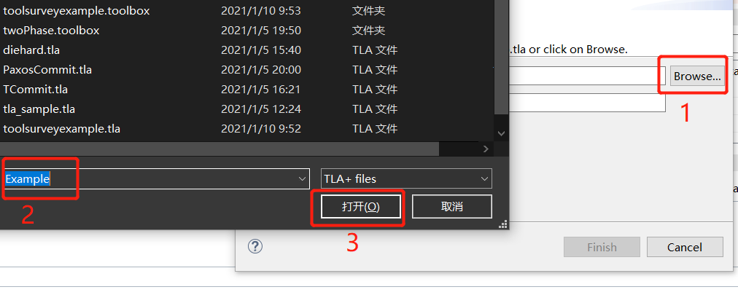 toolsurveyexample.toolbox 2021/1/10 9:53 文件夹
twoPhase.toolbox 2021/1/5 19:50 文件夹
diehard.tla 2021/1/5 15:40 TLA 文件
.tla or click on Browse.
PaxosCommit.tla 2021/1/5 20:00 TLA 文件
Browse...
TCommit.tla 2021/1/5 16:21 TLA 文件
tla_sample.tla 2021/1/5 12:24 TLA 文件
1
toolsurveyexample.tla 2021/1/10 9:52 TLA 文件
Example TLA+ files
2
打开(O) 取消
3
? Finish Cancel